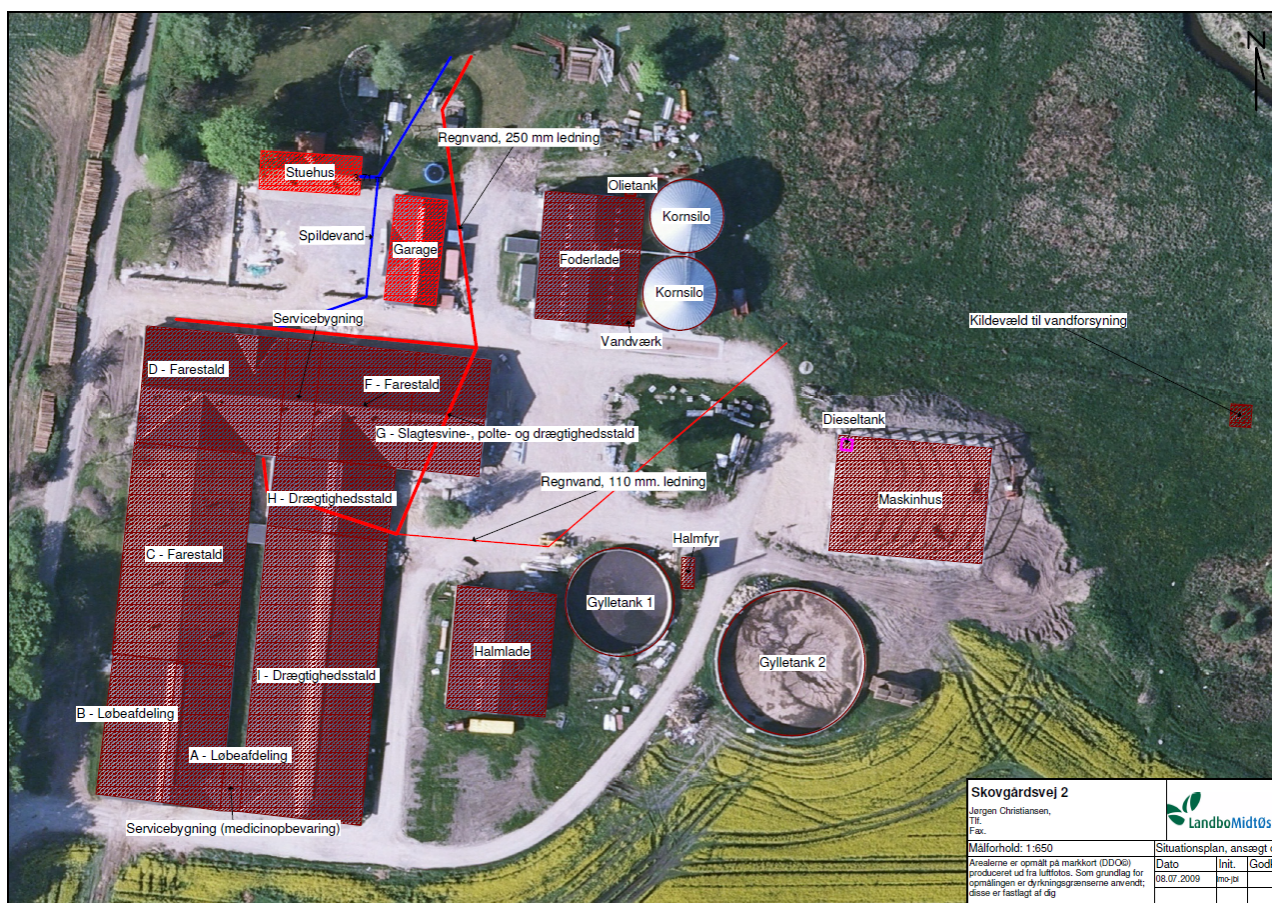 N
Regnvand, 250 mm ledning
Stuehus
Olietank
Kornsilo
Spildevand
Garage
Foderlade
Kornsilo
Servicebygning
Vandværk
Kildevæld til vandforsyning
D - Farestald
F - Farestald
Dieseltank
G - Slagtesvine-, polte- og drægtighedsstald
Regnvand, 110 mm. ledning
H - Drægtighedsstald
Maskinhus
Halmfyr
C - Farestald
Gylletank 1
Halmlade
Gylletank 2
I - Drægtighedsstald
B - Løbeafdeling
A - Løbeafdeling
Servicebygning (medicinopbevaring)
Skovgårdsvej 2
Jørgen Christiansen,
Tlf.
Fax.
LandboMidtØs
Målforhold: 1:650
Situationsplan, ansøgt
Arealerne er opmålt på markkort (DDO©)
produceret ud fra luftfotos. Som grundlag for
opmålingen er dyrkningsgrænserne anvendt;
disse er fastlagt af dig
Dato Init. Godk
08.07.2009 mo-jbl